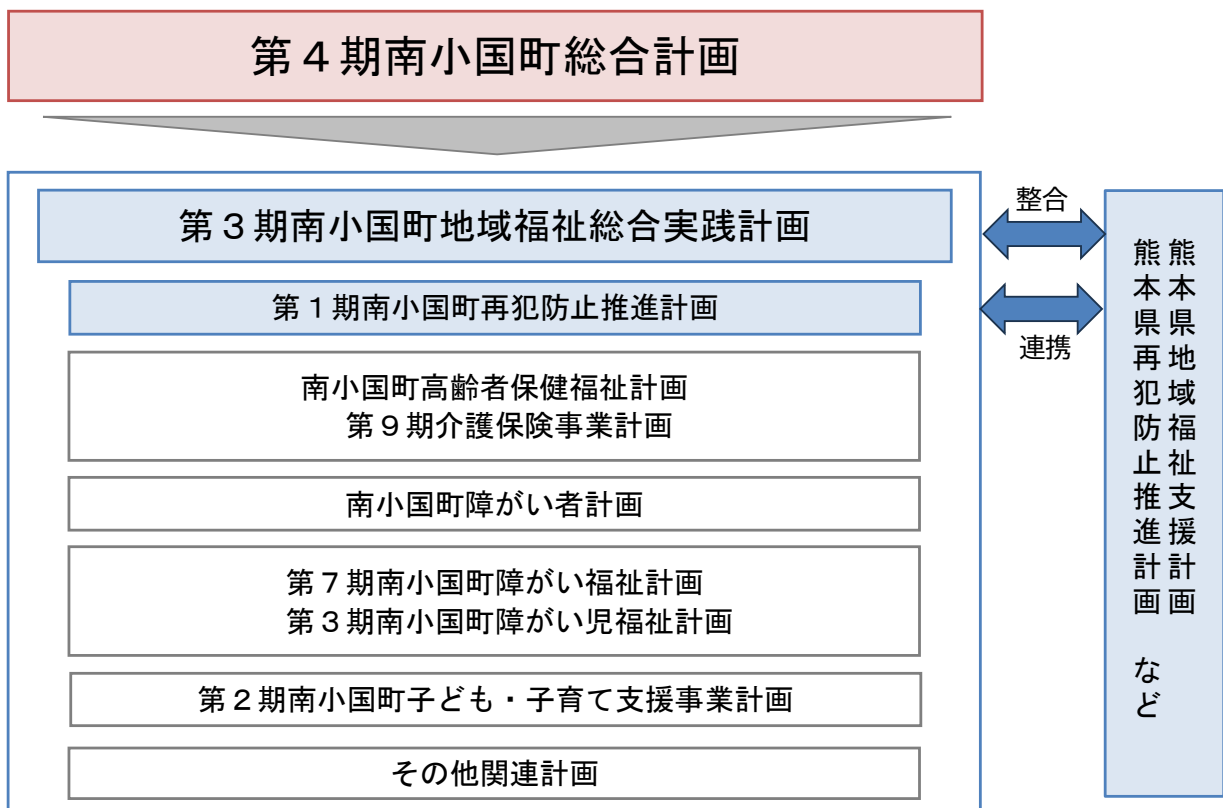 第４期南小国町総合計画
第３期南小国町地域福祉総合実践計画
第１期南小国町再犯防止推進計画
南小国町高齢者保健福祉計画
第９期介護保険事業計画
南小国町障がい者計画
第７期南小国町障がい福祉計画
第３期南小国町障がい児福祉計画
第２期南小国町子ども・子育て支援事業計画
その他関連計画
整合
連携
熊本県地域福祉支援計画
熊本県再犯防止推進計画　など